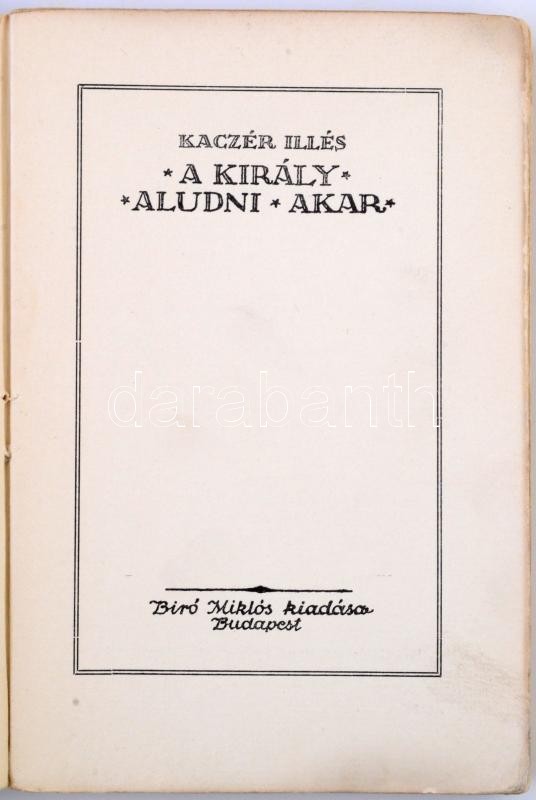 KACZÉR ILLÉS
* A KIRÁLY *
* ALUDNI * AKAR *
darabanth
Biró Miklós kiadása
Budapest